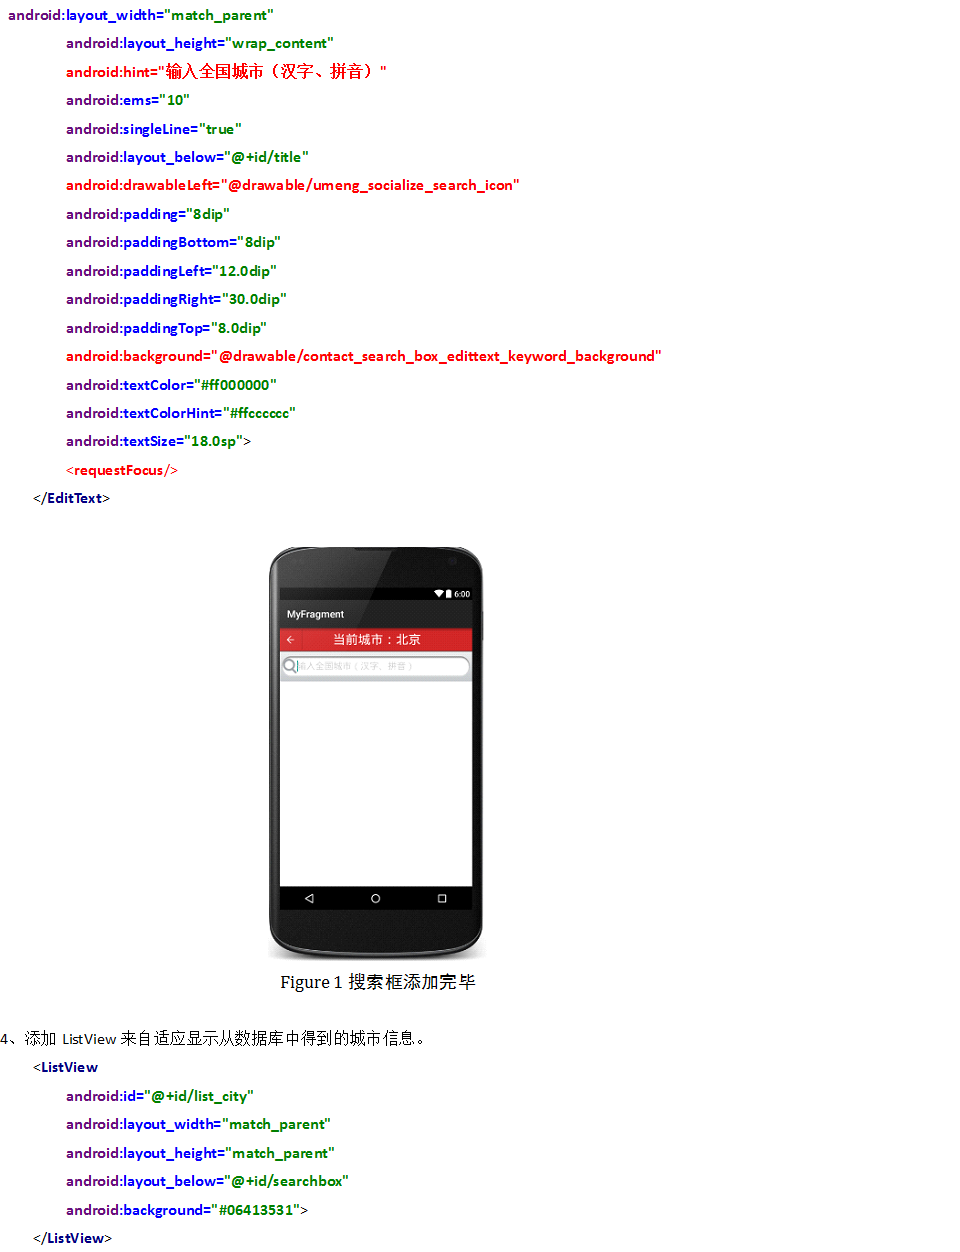 android:layout_width="match_parent"
android:layout_height="wrap_content"
android:hint="输入全国城市（汉字、拼音）"
android:ems="10"
android:singleLine="true"
android:layout_below="@+id/title"
android:drawableLeft="@drawable/umeng_socialize_search_icon"
android:padding="8dip"
android:paddingBottom="8dip"
android:paddingLeft="12.0dip"
android:paddingRight="30.0dip"
android:paddingTop="8.0dip"
android:background="@drawable/contact_search_box_edittext_keyword_background"
android:textColor="#ff000000"
android:textColorHint="#ffcccccc"
android:textSize="18.0sp">
<requestFocus/>
</EditText>
6:00
MyFragment
当前城市：北京
输入全国城市（汉字、拼音）
Figure 1 搜索框添加完毕
4、添加 ListView 来自适应显示从数据库中得到的城市信息。
<ListView
android:id="@+id/list_city"
android:layout_width="match_parent"
android:layout_height="match_parent"
android:layout_below="@+id/searchbox"
android:background="#06413531">
</ListView>